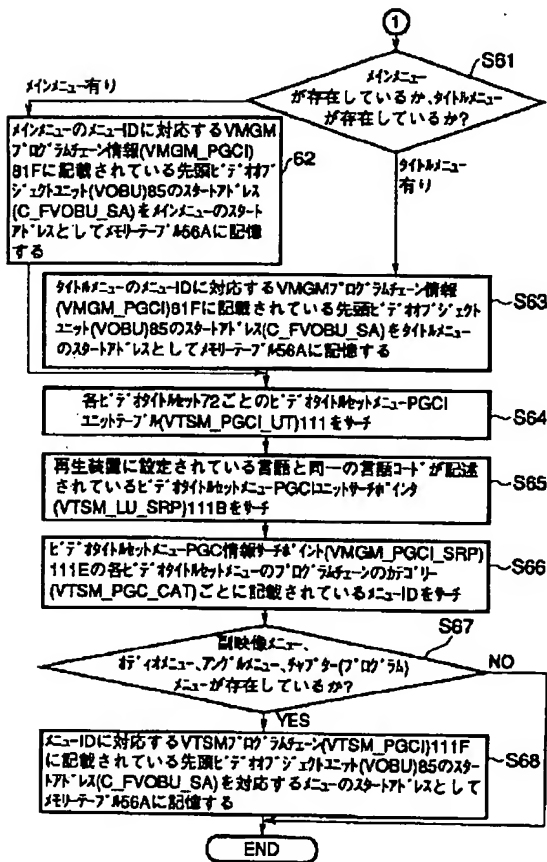 1
S61
メインメニュー
が存在しているか、タイトルメニュー
が存在しているか?
メインメニュー有り
タイトルメニュー
有り
62
メインメニューのメニューIDに対応するVMGM
プログラムチェーン情報(VMGM_PGCI)
81Fに記載されている先頭ビデオオブ
ジェクトユニット(VOBU)85のスタートアドレス
(C_FVOBU_SA)をメインメニューのスタート
アドレスとしてメモリーテーブル56Aに記憶
する
タイトルメニューのメニューIDに対応するVMGMプログラムチェーン情報
(VMGM_PGCI)81Fに記載されている先頭ビデオオブジェクト
ユニット(VOBU)85のスタートアドレス(C_FVOBU_SA)をタイトルメニュー
のスタートアドレスとしてメモリーテーブル56Aに記憶する
S63
各ビデオタイトルセット72ごとのビデオタイトルセットメニューPGCI
ユニットテーブル(VTSM_PGCI_UT)111をサーチ
S64
再生装置に設定されている言語と同一の言語コードが記述
されているビデオタイトルセットメニューPGCIユニットサーチポインタ
(VTSM_LU_SRP)111Bをサーチ
S65
ビデオタイトルセットメニューPGC情報サーチポイント(VMGM_PGCI_SRP)
111Eの各ビデオタイトルセットメニューのプログラムチェーンのカテゴリー
(VTSM_PGC_CAT)ごとに記載されているメニューIDをサーチ
S66
S67
副映像メニュー、
オーディオメニュー、アングルメニュー、チャプター(プログラム)
メニューが存在しているか?
NO
YES
メニューIDに対応するVTSMプログラムチェーン(VTSM_PGCI)111F
に記載されている先頭ビデオオブジェクトユニット(VOBU)85のスター
トアドレス(C_FVOBU_SA)を対応するメニューのスタートアドレスとして
メモリーテーブル56Aに記憶する
S68
END